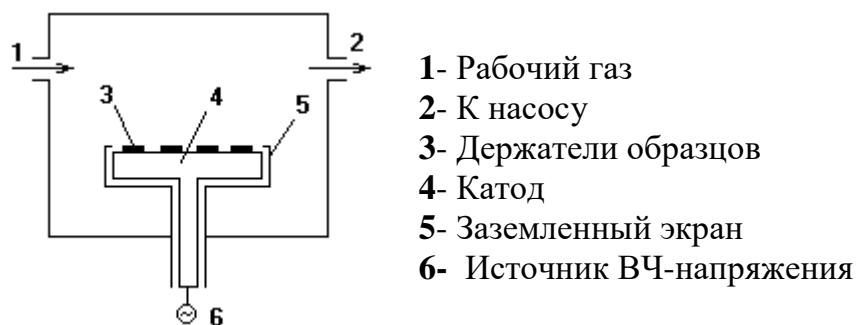 1
2
3
4
5
6
1- Рабочий газ
2- К насосу
3- Держатели образцов
4- Катод
5- Заземленный экран
6- Источник ВЧ-напряжения